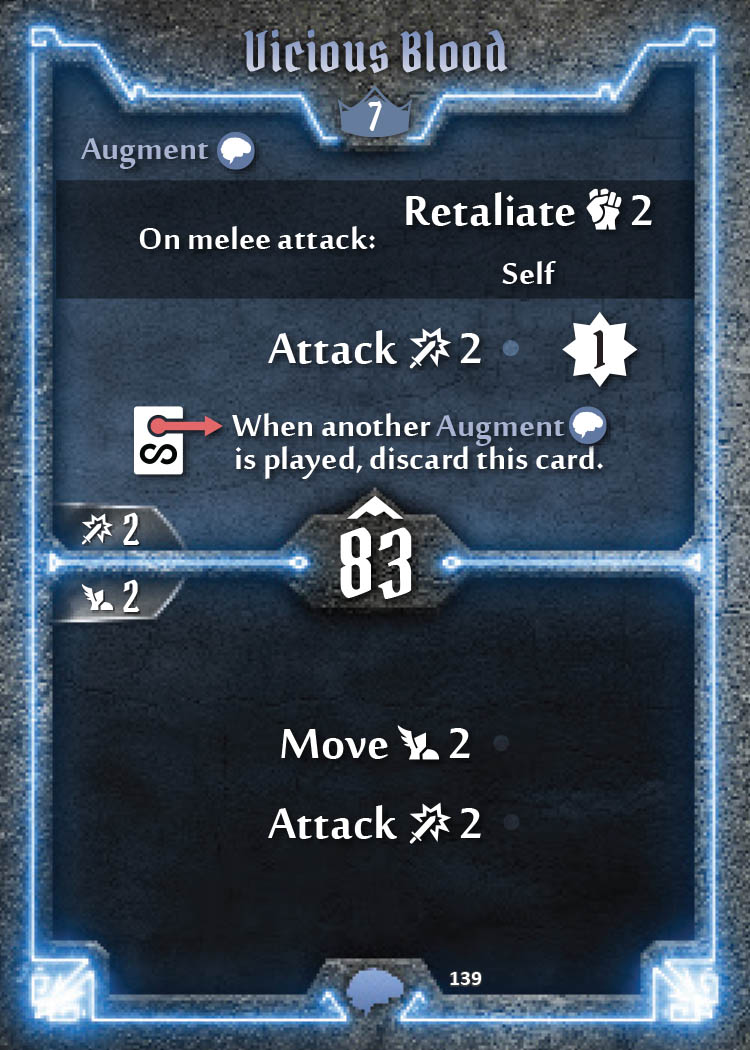 Vicious Blood
7
Augment
On melee attack:
Retaliate 2
Self
Attack 2
1
When another Augment
is played, discard this card.
2
83
2
Move 2
Attack 2
139